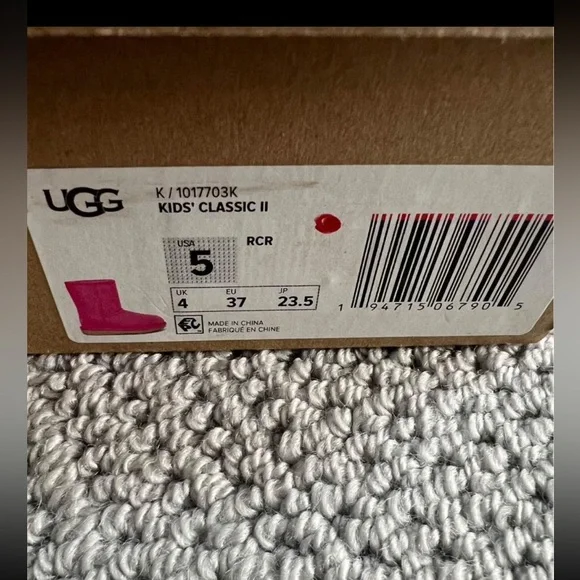 UGG
K / 1017703K
KIDS' CLASSIC II
USA
5
RCR
UK EU JP
4 37 23.5
MADE IN CHINA
FABRIQUÉ EN CHINE
1 94715 06790 5